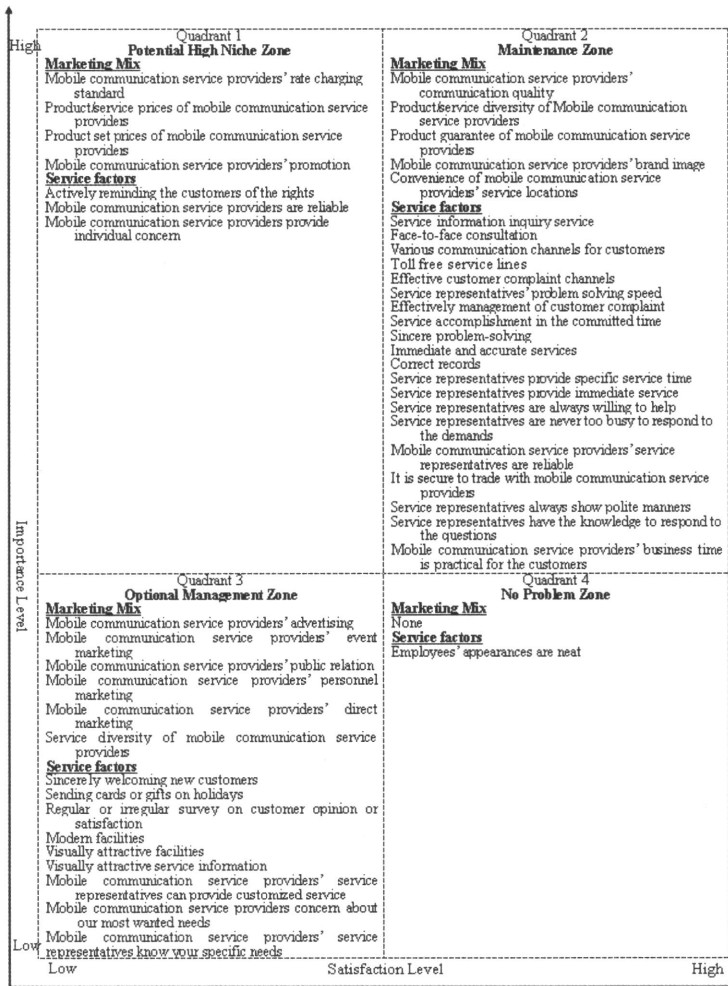 High
Quadrant 1
Potential High Niche Zone
Marketing Mix
Mobile communication service providers' rate charging
standard
Product/service prices of mobile communication service
providers
Product set prices of mobile communication service
providers
Mobile communication service providers' promotion
Service factors
Actively reminding the customers of the rights
Mobile communication service providers are reliable
Mobile communication service providers provide
individual concern
Quadrant 2
Maintenance Zone
Marketing Mix
Mobile communication service providers'
communication quality
Product/service diversity of Mobile communication
service providers
Product guarantee of mobile communication service
providers
Mobile communication service providers' brand image
Convenience of mobile communication service
providers' service locations
Service factors
Service information inquiry service
Face-to-face consultation
Various communication channels for customers
Toll free service lines
Effective customer complaint channels
Service representatives' problem solving speed
Effectively management of customer complaint
Service accomplishment in the committed time
Sincere problem-solving
Immediate and accurate services
Correct records
Service representatives provide specific service time
Service representatives provide immediate service
Service representatives are always willing to help
Service representatives are never too busy to respond to
the demands
Mobile communication service providers' service
representatives are reliable
It is secure to trade with mobile communication service
providers
Service representatives always show polite manners
Service representatives have the knowledge to respond to
the questions
Mobile communication service providers' business time
is practical for the customers
Importance Level
Quadrant 3
Optional Management Zone
Marketing Mix
Mobile communication service providers' advertising
Mobile communication service providers' event
marketing
Mobile communication service providers' public relation
Mobile communication service providers' personnel
marketing
Mobile communication service providers' direct
marketing
Service diversity of mobile communication service
providers
Service factors
Sincerely welcoming new customers
Sending cards or gifts on holidays
Regular or irregular survey on customer opinion or
satisfaction
Modern facilities
Visually attractive facilities
Visually attractive service information
Mobile communication service providers' service
representatives can provide customized service
Mobile communication service providers concern about
our most wanted needs
Mobile communication service providers' service
representatives know your specific needs
Quadrant 4
No Problem Zone
Marketing Mix
None
Service factors
Employees' appearances are neat
Low
Low
Satisfaction Level
High